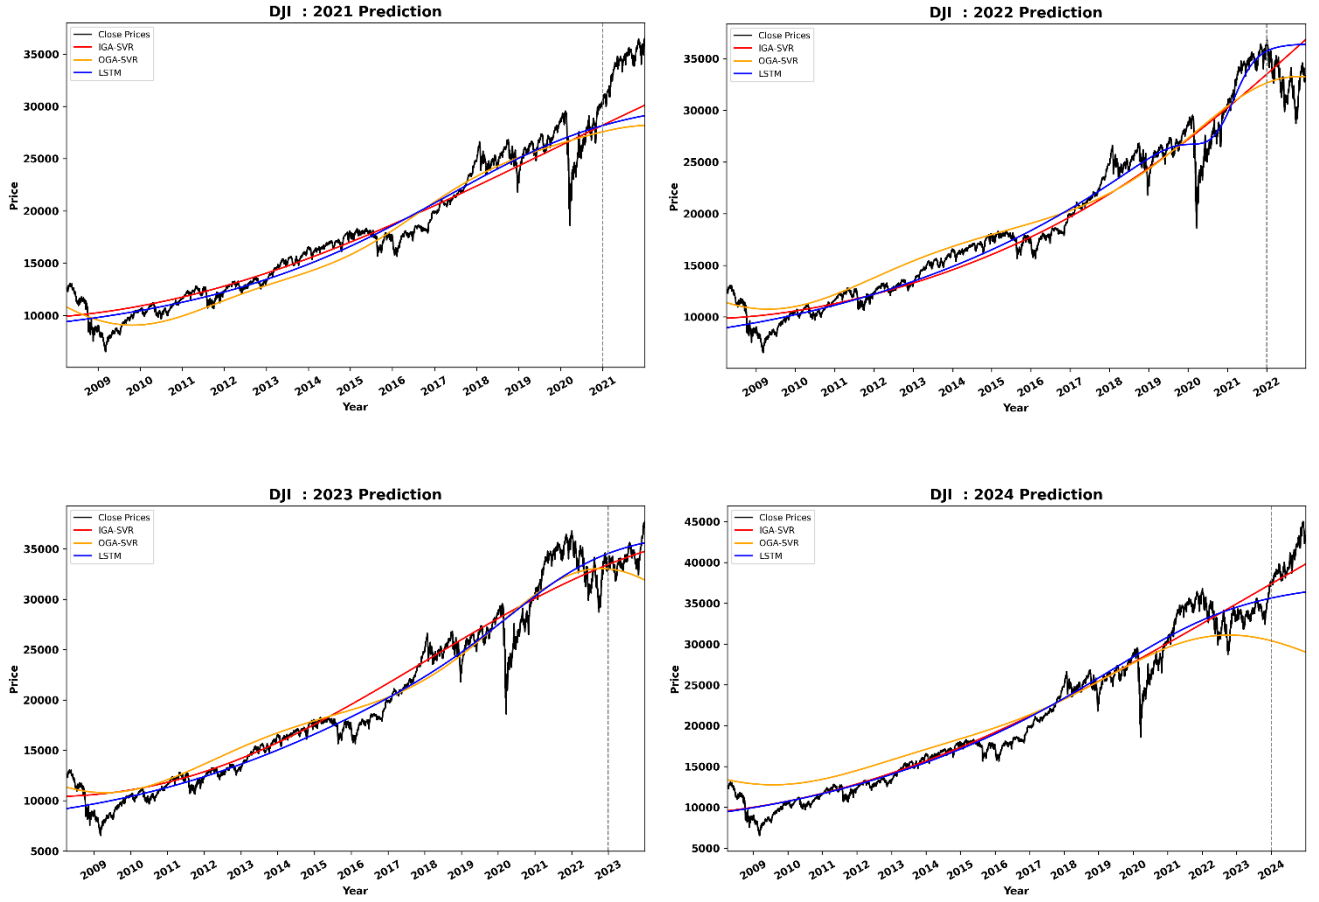 DJI : 2021 Prediction
Close Prices
IGA-SVR
OGA-SVR
LSTM
35000
30000
25000
20000
15000
10000
Price
2009 2010 2011 2012 2013 2014 2015 2016 2017 2018 2019 2020 2021
Year
DJI : 2022 Prediction
Close Prices
IGA-SVR
OGA-SVR
LSTM
35000
30000
25000
20000
15000
10000
Price
2009 2010 2011 2012 2013 2014 2015 2016 2017 2018 2019 2020 2021 2022
Year
DJI : 2023 Prediction
Close Prices
IGA-SVR
OGA-SVR
LSTM
35000
30000
25000
20000
15000
10000
5000
Price
2009 2010 2011 2012 2013 2014 2015 2016 2017 2018 2019 2020 2021 2022 2023
Year
DJI : 2024 Prediction
Close Prices
IGA-SVR
OGA-SVR
LSTM
45000
40000
35000
30000
25000
20000
15000
10000
5000
Price
2009 2010 2011 2012 2013 2014 2015 2016 2017 2018 2019 2020 2021 2022 2023 2024
Year